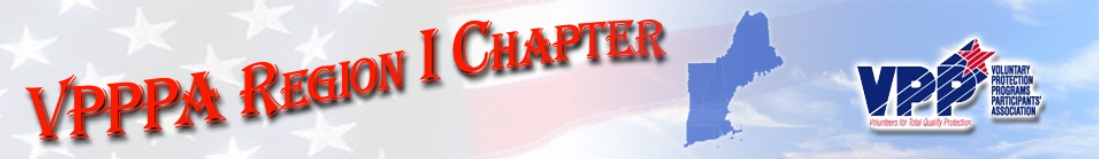 VPPPA REGION I CHAPTER
VPP
VOLUNTARY
PROTECTION
PROGRAMS
PARTICIPANTS'
ASSOCIATION
Volunteers for Total Quality Protection